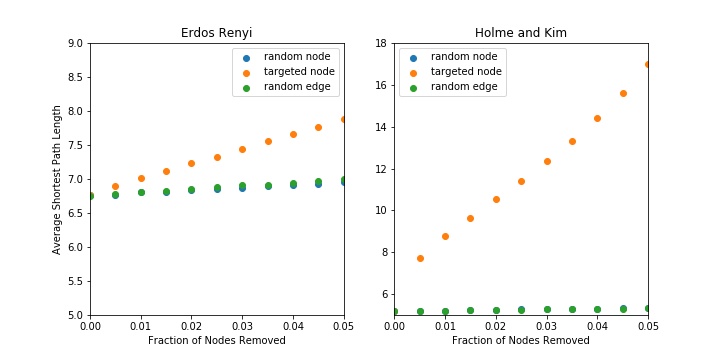 Erdos Renyi
Average Shortest Path Length
9.0
8.5
8.0
7.5
7.0
6.5
6.0
5.5
5.0
random node
targeted node
random edge
0.00 0.01 0.02 0.03 0.04 0.05
Fraction of Nodes Removed
Holme and Kim
18
16
14
12
10
8
6
random node
targeted node
random edge
0.00 0.01 0.02 0.03 0.04 0.05
Fraction of Nodes Removed